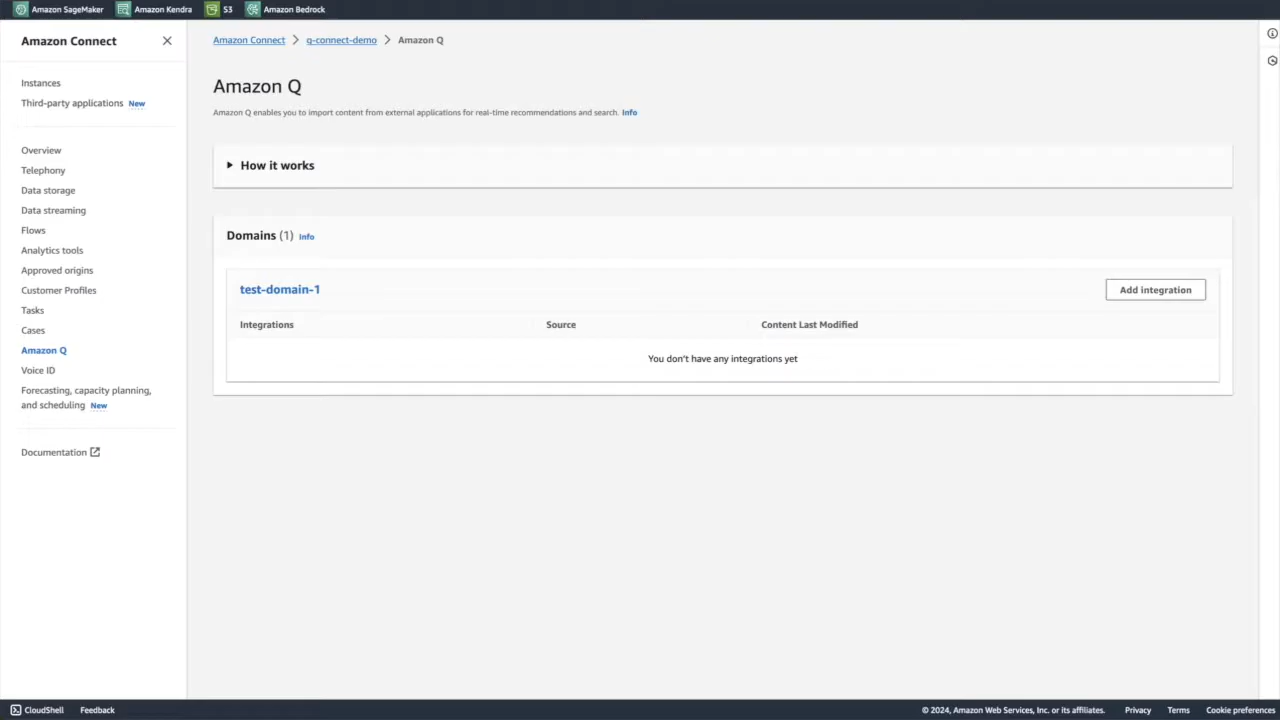 Amazon SageMaker Amazon Kendra S3 Amazon Bedrock
Amazon Connect
Instances
Third-party applications New
Overview
Telephony
Data storage
Data streaming
Flows
Analytics tools
Approved origins
Customer Profiles
Tasks
Cases
Amazon Q
Voice ID
Forecasting, capacity planning,
and scheduling New
Documentation
Amazon Connect > q-connect-demo > Amazon Q
Amazon Q
Amazon Q enables you to import content from external applications for real-time recommendations and search. Info
How it works
Domains (1) Info
test-domain-1
Add integration
Integrations Source Content Last Modified
You don't have any integrations yet
CloudShell Feedback
© 2024, Amazon Web Services, Inc. or its affiliates. Privacy Terms Cookie preferences